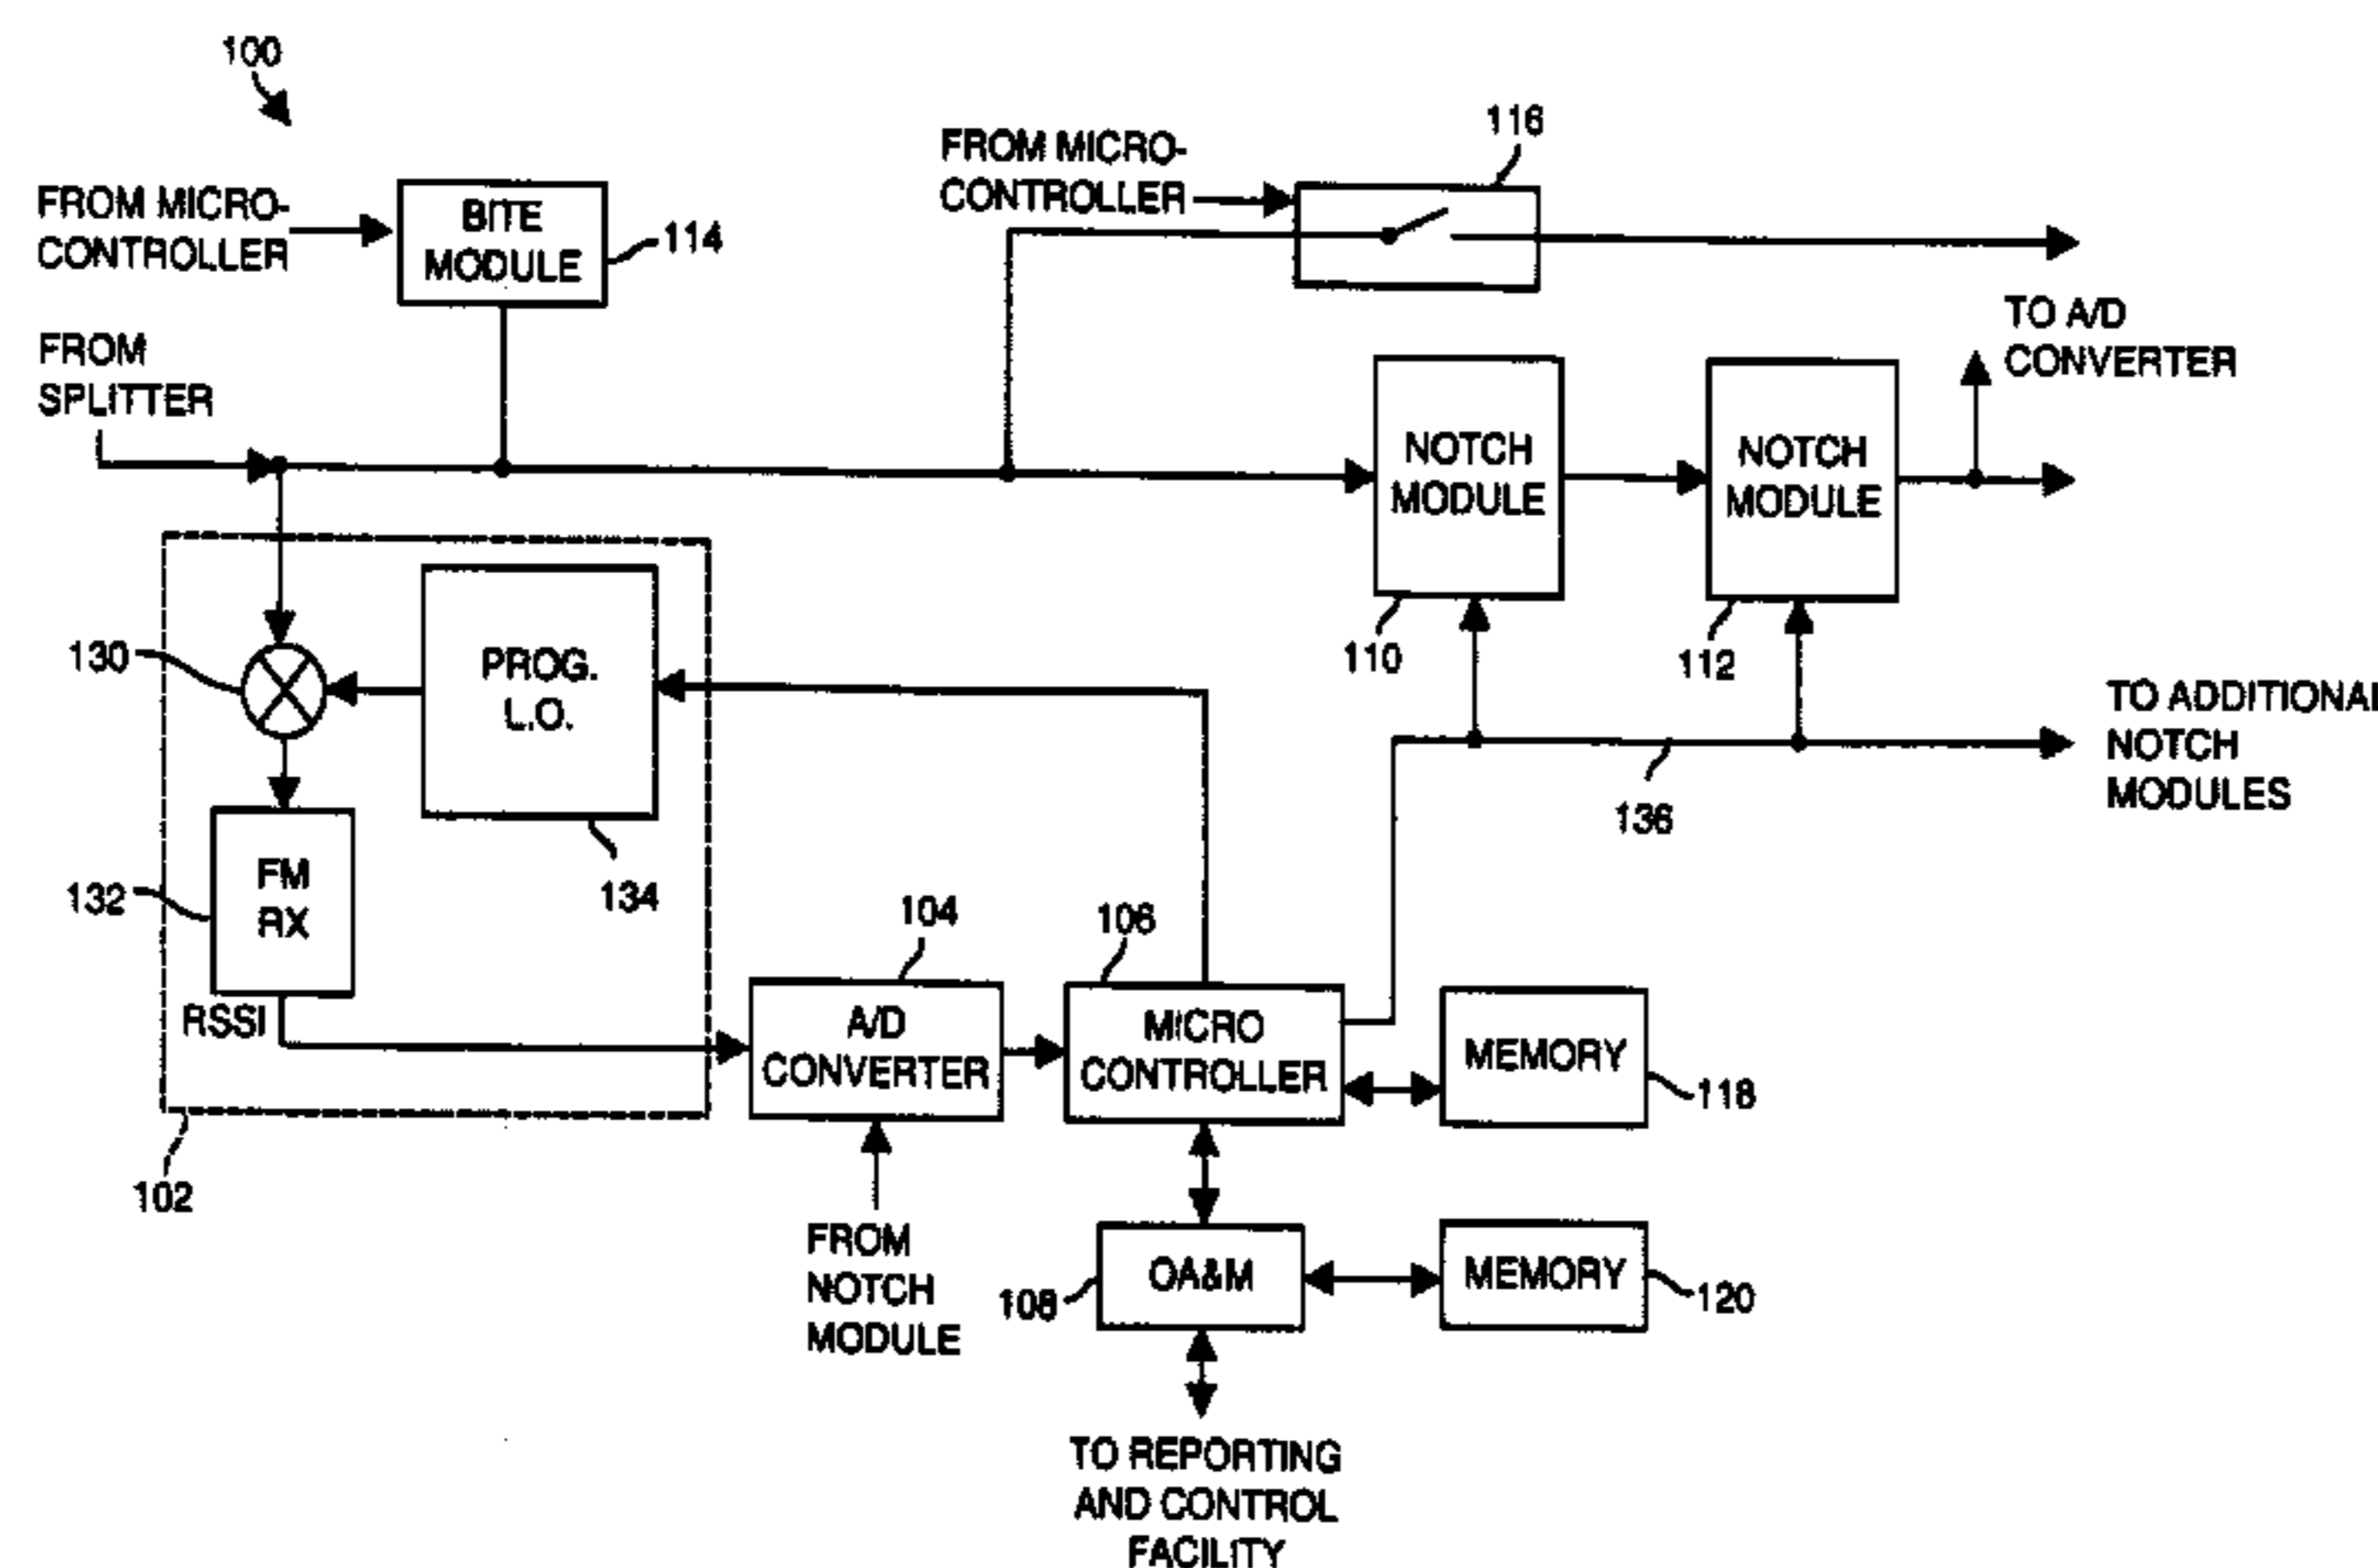 100
116
FROM MICRO-
CONTROLLER
FROM MICRO-
CONTROLLER
BITE
MODULE
114
TO A/D
CONVERTER
FROM
SPLITTER
NOTCH
MODULE
NOTCH
MODULE
110
112
130
PROG.
L.O.
TO ADDITIONAL
NOTCH
MODULES
136
132
FM
RX
134
104
106
RSSI
A/D
CONVERTER
MICRO
CONTROLLER
MEMORY
118
102
FROM
NOTCH
MODULE
108
OA&M
MEMORY
120
TO REPORTING
AND CONTROL
FACILITY